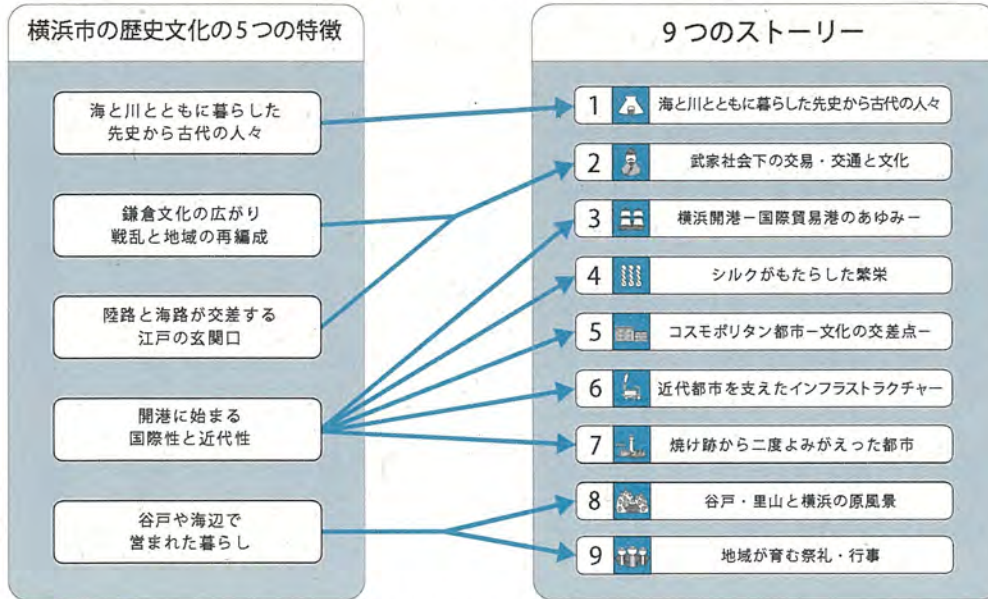 横浜市の歴史文化の5つの特徴
海と川とともに暮らした
先史から古代の人々
鎌倉文化の広がり
戦乱と地域の再編成
陸路と海路が交差する
江戸の玄関口
開港に始まる
国際性と近代性
谷戸や海辺で
営まれた暮らし
9つのストーリー
1 海と川とともに暮らした先史から古代の人々
2 武家社会下の交易・交通と文化
3 横浜開港－国際貿易港のあゆみ－
4 シルクがもたらした繁栄
5 コスモポリタン都市－文化の交差点－
6 近代都市を支えたインフラストラクチャー
7 焼け跡から二度よみがえった都市
8 谷戸・里山と横浜の原風景
9 地域が育む祭礼・行事